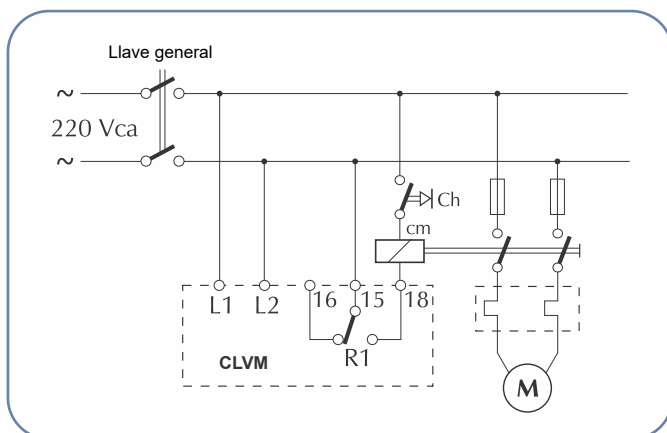 Llave general
~
220 Vca
~
Ch
cm
L1 L2 16 15 18
R1
CLVM
M